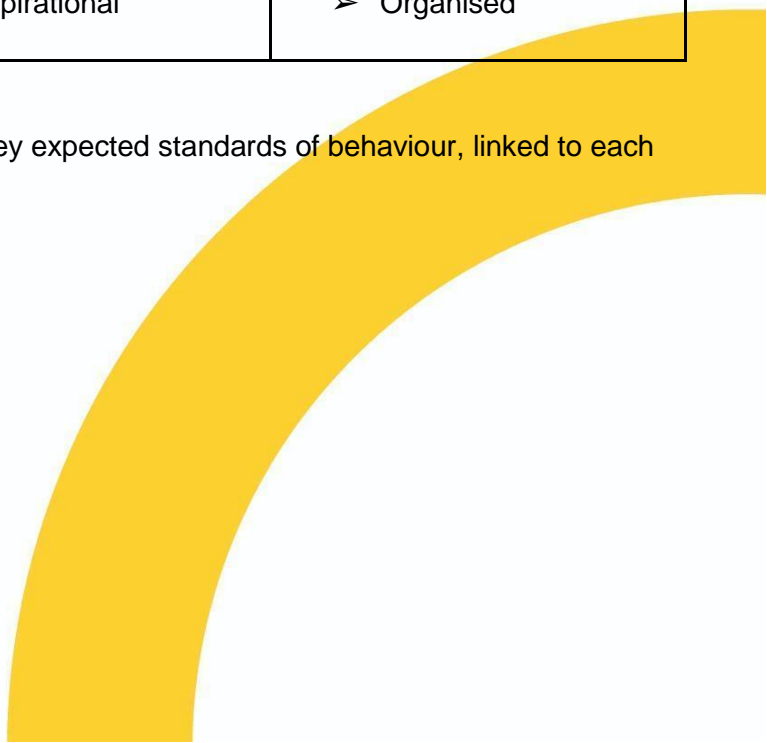 pirational ➢ Organised
ey expected standards of behaviour, linked to each